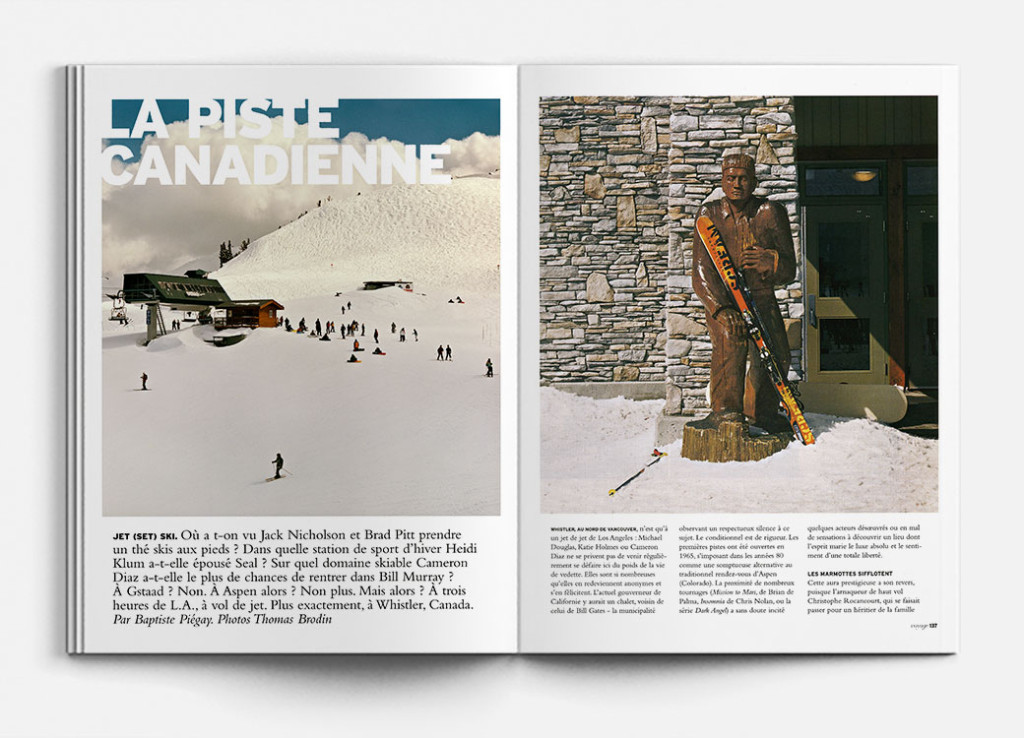 LA PISTE
CANADIENNE
JET (SET) SKI. Où a t-on vu Jack Nicholson et Brad Pitt prendre
un thé skis aux pieds ? Dans quelle station de sport d'hiver Heidi
Klum a-t-elle épousé Seal ? Sur quel domaine skiable Cameron
Diaz a-t-elle le plus de chances de rentrer dans Bill Murray ?
À Gstaad ? Non. À Aspen alors ? Non plus. Mais alors ? À trois
heures de L.A., à vol de jet. Plus exactement, à Whistler, Canada.
Par Baptiste Piégay. Photos Thomas Brodin
WHISTLER, AU NORD DE VANCOUVER, n'est qu'à
un jet de jet de Los Angeles : Michael
Douglas, Katie Holmes ou Cameron
Diaz ne se privent pas de venir réguliè-
rement se défaire ici du poids de la vie
de vedette. Elles sont si nombreuses
qu'elles en redeviennent anonymes et
s'en félicitent. L'actuel gouverneur de
Californie y aurait un chalet, voisin de
celui de Bill Gates – la municipalité
observant un respectueux silence à ce
sujet. Le conditionnel est de rigueur. Les
premières pistes ont été ouvertes en
1965, s'imposant dans les années 80
comme une somptueuse alternative au
traditionnel rendez-vous d'Aspen
(Colorado). La proximité de nombreux
tournages (Mission to Mars, de Brian de
Palma, Insomnia de Chris Nolan, ou la
série Dark Angel) a sans doute incité
quelques acteurs désœuvrés ou en mal
de sensations à découvrir un lieu dont
l'esprit marie le luxe absolu et le senti-
ment d'une totale liberté.
LES MARMOTTES SIFFLOTENT
Cette aura prestigieuse a son revers,
puisque l'arnaqueur de haut vol
Christophe Rocancourt, qui se faisait
passer pour un héritier de la famille
voyage 137